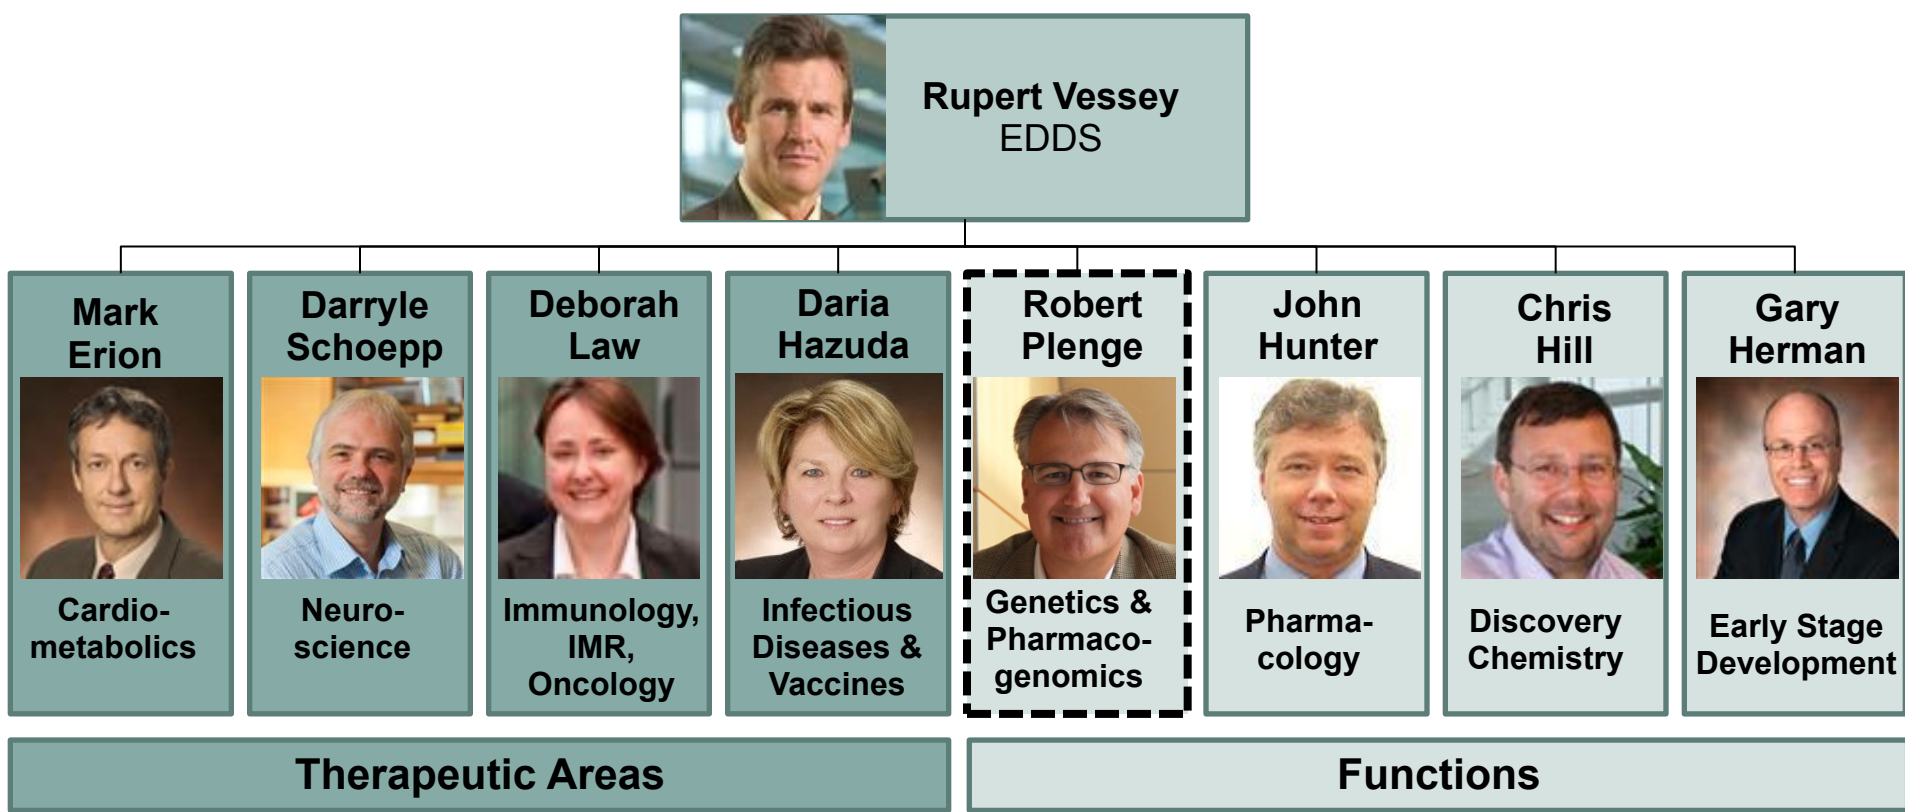 Rupert Vessey
EDDS
Mark
Erion
Cardio-
metabolics
Darryle
Schoepp
Neuro-
science
Deborah
Law
Immunology,
IMR,
Oncology
Daria
Hazuda
Infectious
Diseases &
Vaccines
Robert
Plenge
Genetics &
Pharmaco-
genomics
John
Hunter
Pharma-
cology
Chris
Hill
Discovery
Chemistry
Gary
Herman
Early Stage
Development
Therapeutic Areas
Functions